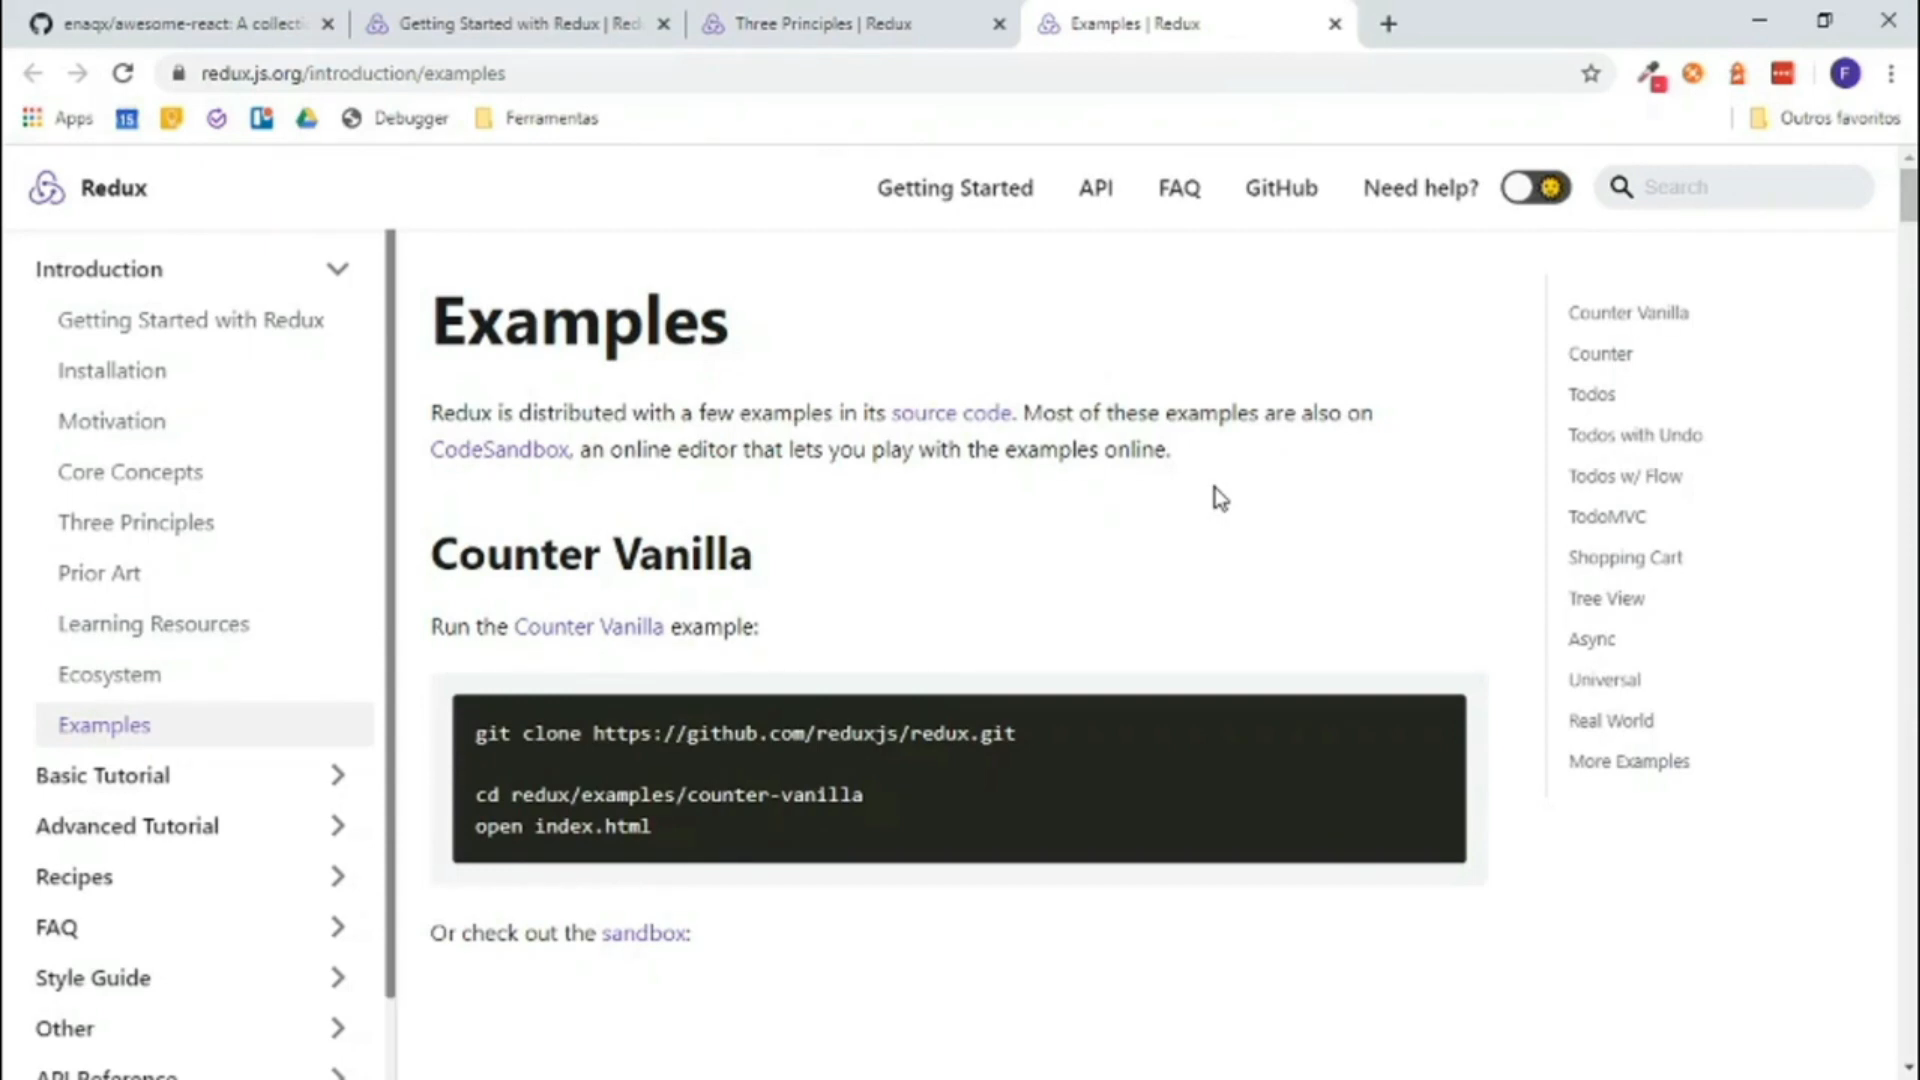 enaqx/awesome-react: A collecti
Getting Started with Redux | Red
Three Principles | Redux
Examples | Redux
redux.js.org/introduction/examples
F
Apps
15
Debugger
Ferramentas
Outros favoritos
Redux
Getting Started
API
FAQ
GitHub
Need help?
Search
Introduction
Getting Started with Redux
Installation
Motivation
Core Concepts
Three Principles
Prior Art
Learning Resources
Ecosystem
Examples
Basic Tutorial
Advanced Tutorial
Recipes
FAQ
Style Guide
Other
API Reference
Examples
Redux is distributed with a few examples in its source code. Most of these examples are also on
CodeSandbox, an online editor that lets you play with the examples online.
Counter Vanilla
Run the Counter Vanilla example:
git clone https://github.com/reduxjs/redux.git
cd redux/examples/counter-vanilla
open index.html
Or check out the sandbox:
Counter Vanilla
Counter
Todos
Todos with Undo
Todos w/ Flow
TodoMVC
Shopping Cart
Tree View
Async
Universal
Real World
More Examples